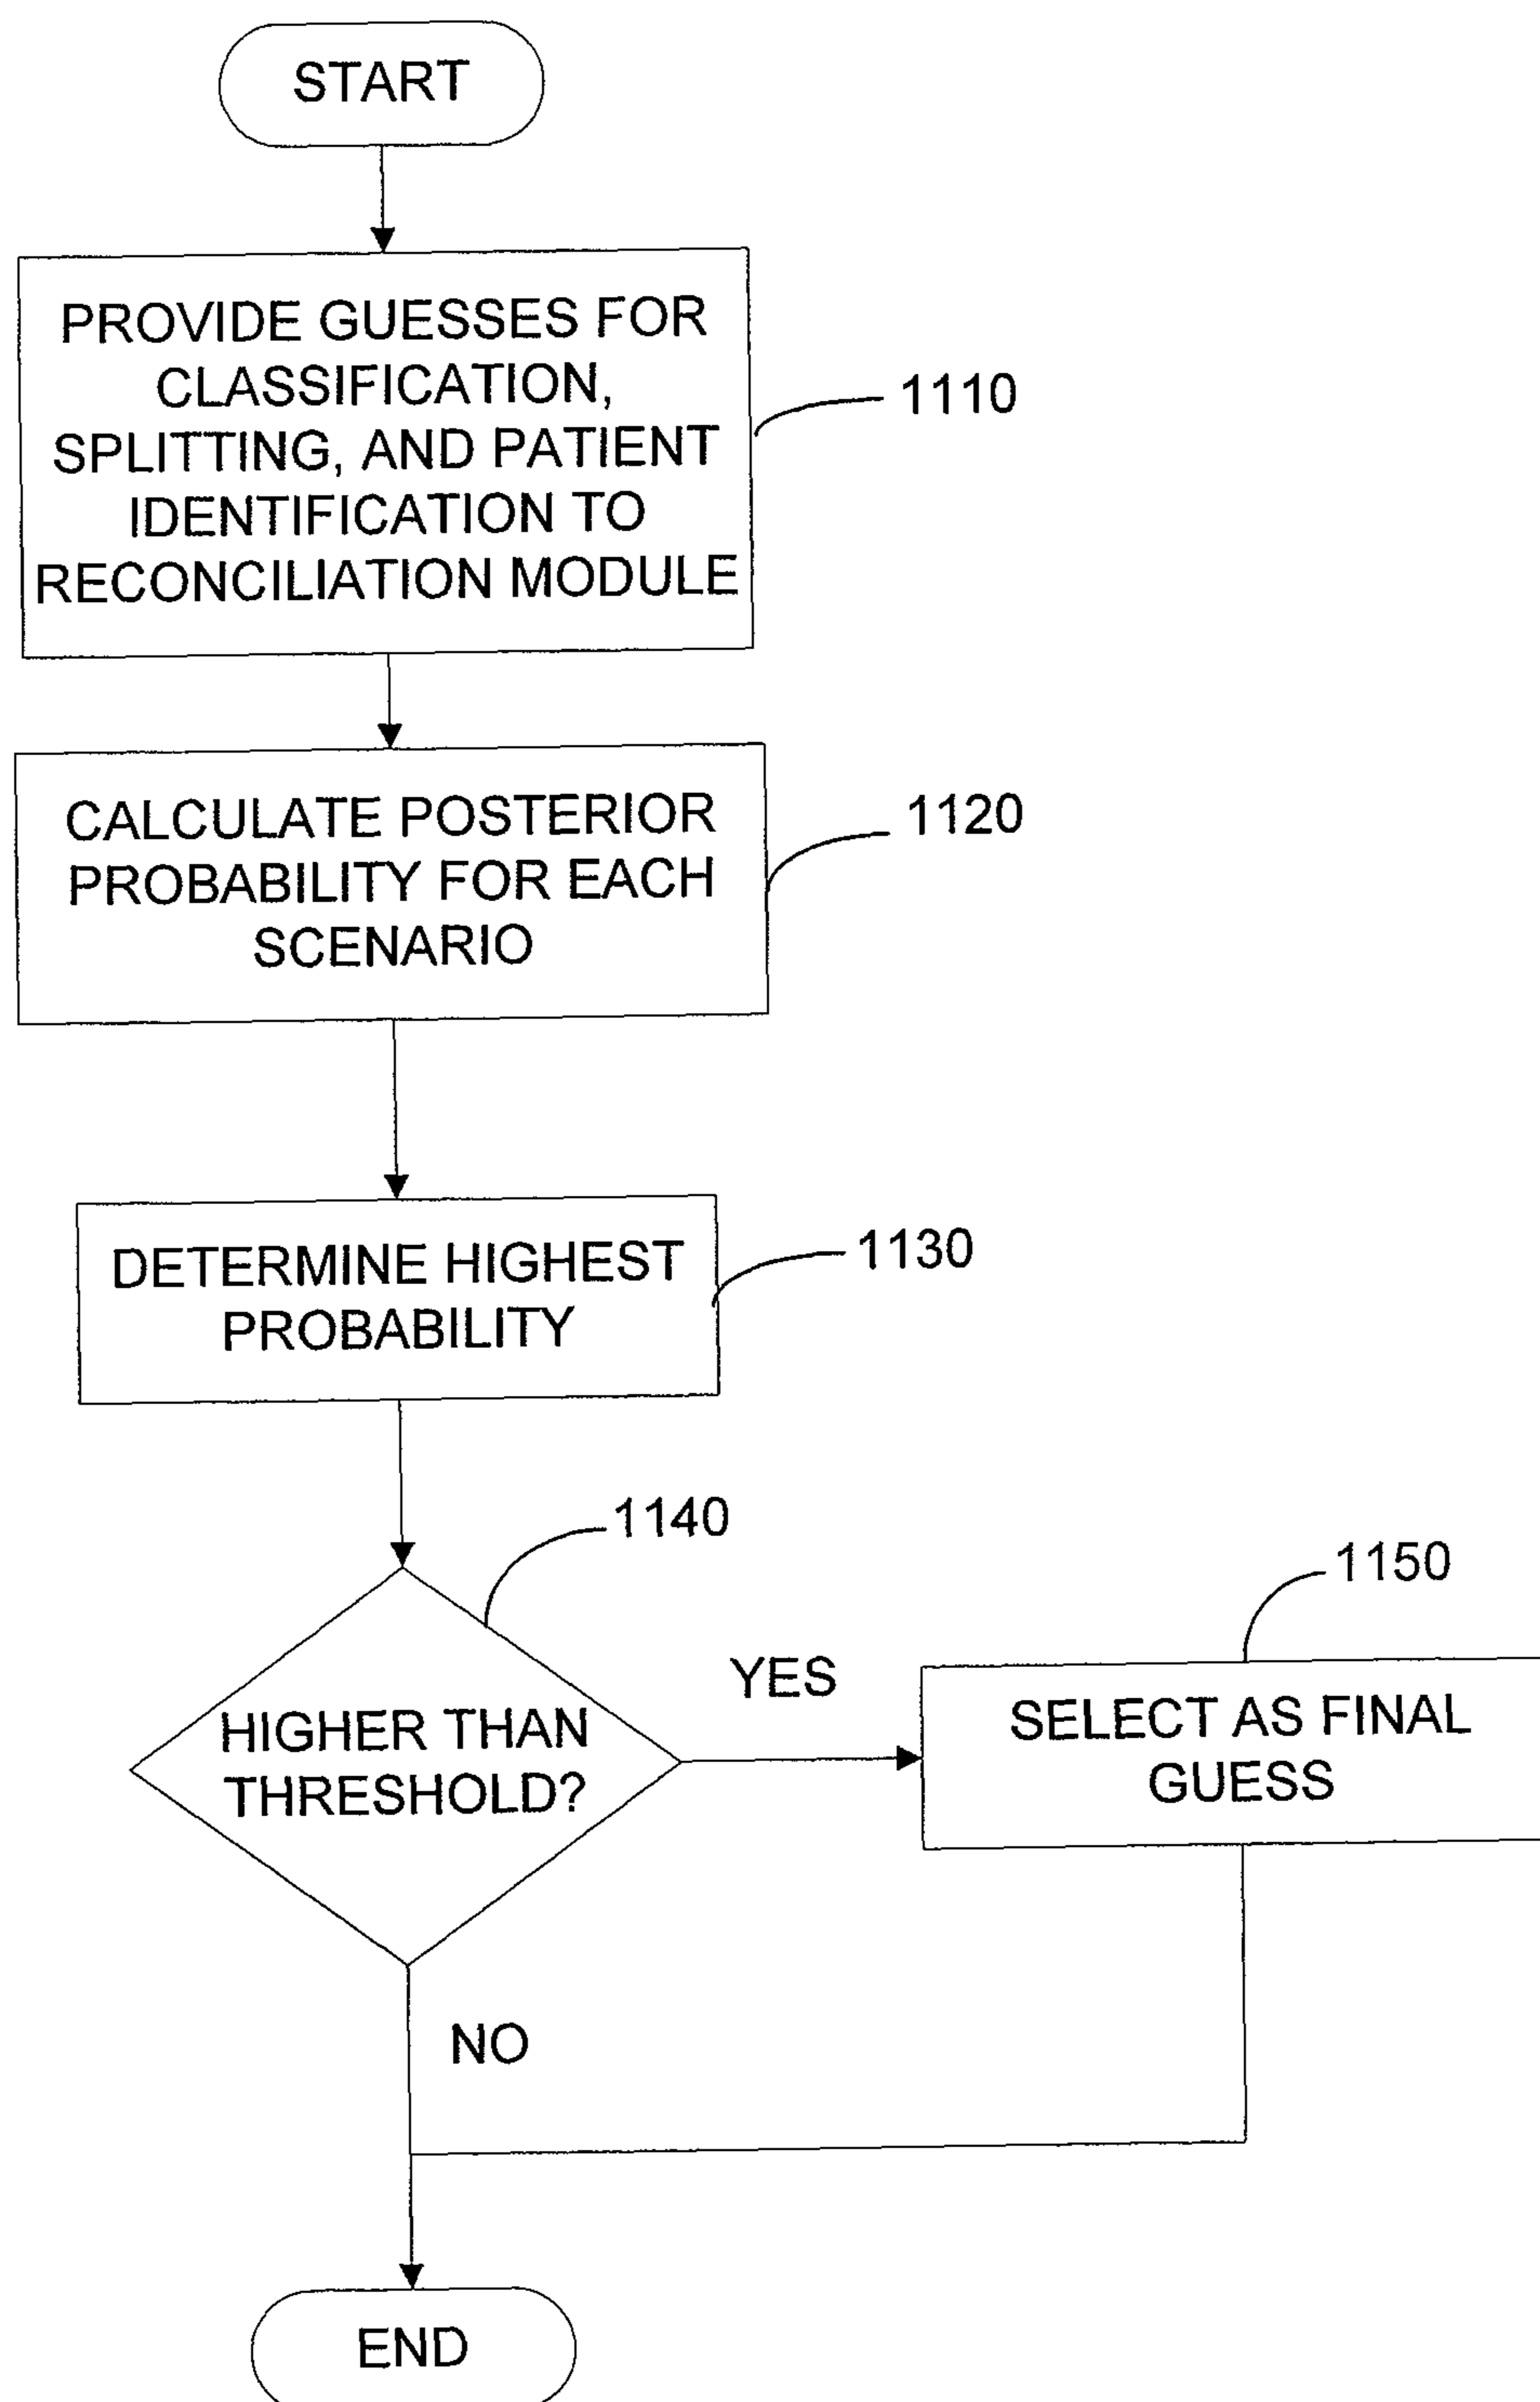 START
PROVIDE GUESSES FOR
CLASSIFICATION,
SPLITTING, AND PATIENT
IDENTIFICATION TO
RECONCILIATION MODULE
1110
CALCULATE POSTERIOR
PROBABILITY FOR EACH
SCENARIO
1120
DETERMINE HIGHEST
PROBABILITY
1130
1140
HIGHER THAN
THRESHOLD?
YES
1150
SELECT AS FINAL
GUESS
NO
END